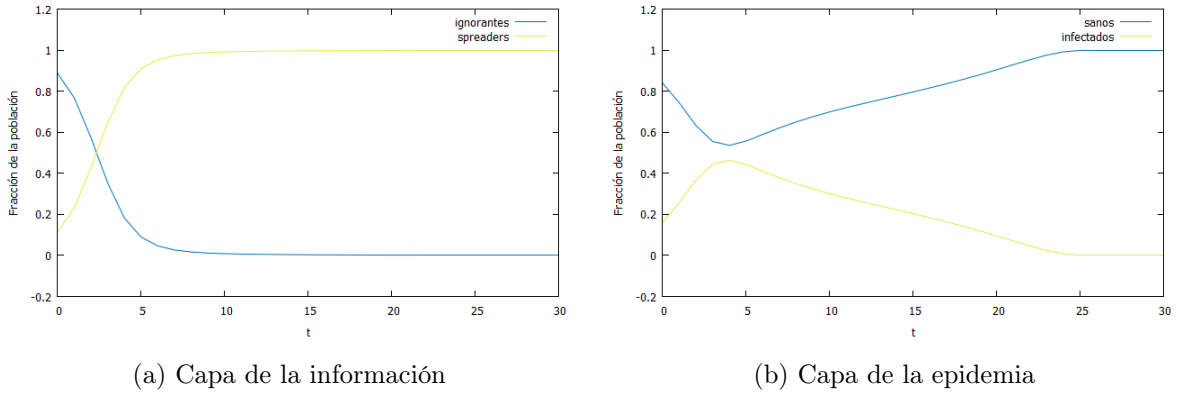 1.2
1
0.8
0.6
0.4
0.2
0
-0.2
Fracción de la población
ignorantes
spreaders
0 5 10 15 20 25 30
t
(a) Capa de la información
1.2
1
0.8
0.6
0.4
0.2
0
-0.2
Fracción de la población
sanos
infectados
0 5 10 15 20 25 30
t
(b) Capa de la epidemia